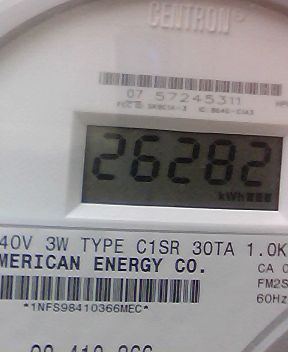 CENTRON
07 57245311
26282
kWh
40V 3W TYPE C1SR 30TA 1.0K
MERICAN ENERGY CO.
CA 0
FM2S
60Hz
*1NFS98410366MEC*